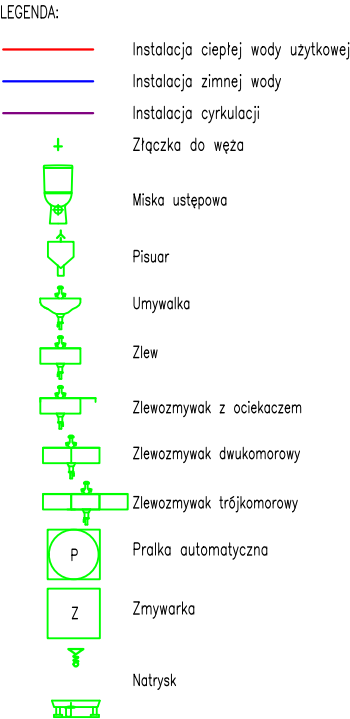 LEGENDA:
Instalacja ciepłej wody użytkowej
Instalacja zimnej wody
Instalacja cyrkulacji
Złączka do węża
Miska ustępowa
Pisuar
Umywalka
Zlew
Zlewozmywak z ociekaczem
Zlewozmywak dwukomorowy
Zlewozmywak trójkomorowy
P Pralka automatyczna
Z Zmywarka
Natrysk